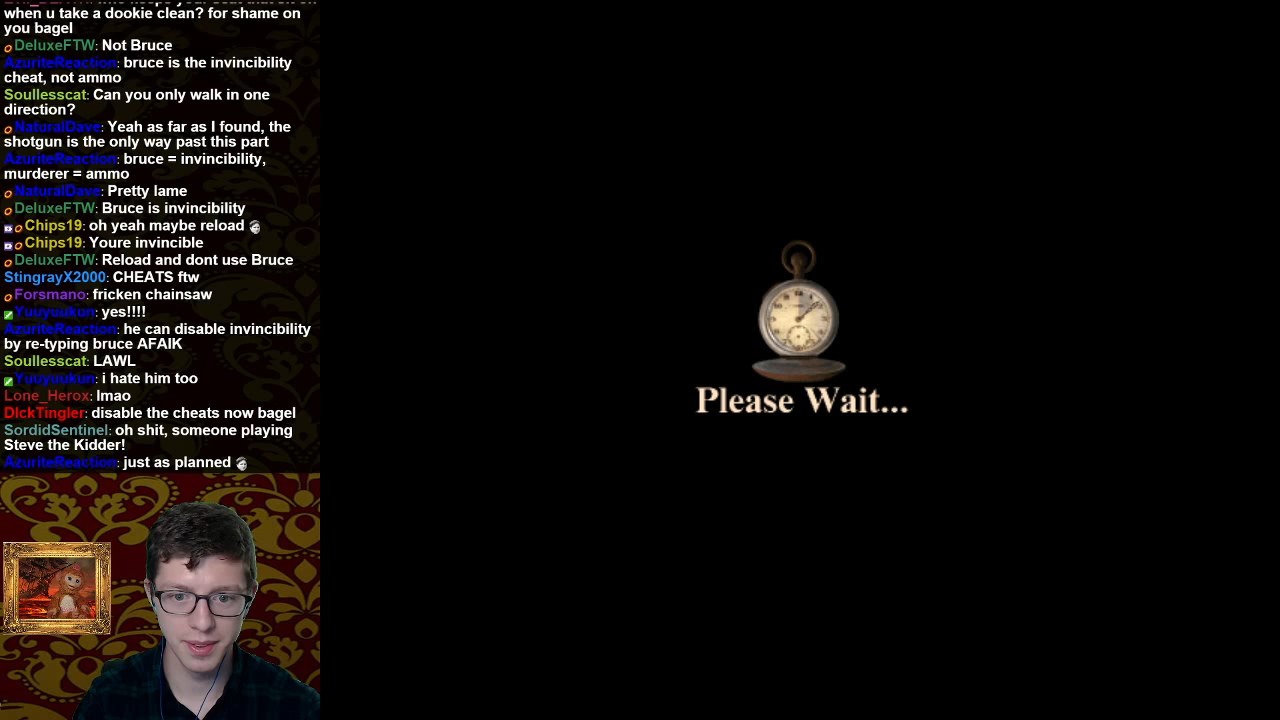 when u take a dookie clean? for shame on
you bagel
DeluxeFTW: Not Bruce
AzuriteReaction: bruce is the invincibility
cheat, not ammo
Soullesscat: Can you only walk in one
direction?
NaturalDave: Yeah as far as I found, the
shotgun is the only way past this part
AzuriteReaction: bruce = invincibility,
murderer = ammo
NaturalDave: Pretty lame
DeluxeFTW: Bruce is invincibility
Chips19: oh yeah maybe reload
Chips19: Youre invincible
DeluxeFTW: Reload and dont use Bruce
StingrayX2000: CHEATS ftw
Forsmano: fricken chainsaw
Yuuyuukun: yes!!!!
AzuriteReaction: he can disable invincibility
by re-typing bruce AFAIK
Soullesscat: LAWL
Yuuyuukun: i hate him too
Lone_Herox: lmao
DIckTingler: disable the cheats now bagel
SordidSentinel: oh shit, someone playing
Steve the Kidder!
AzuriteReaction: just as planned
Please Wait...